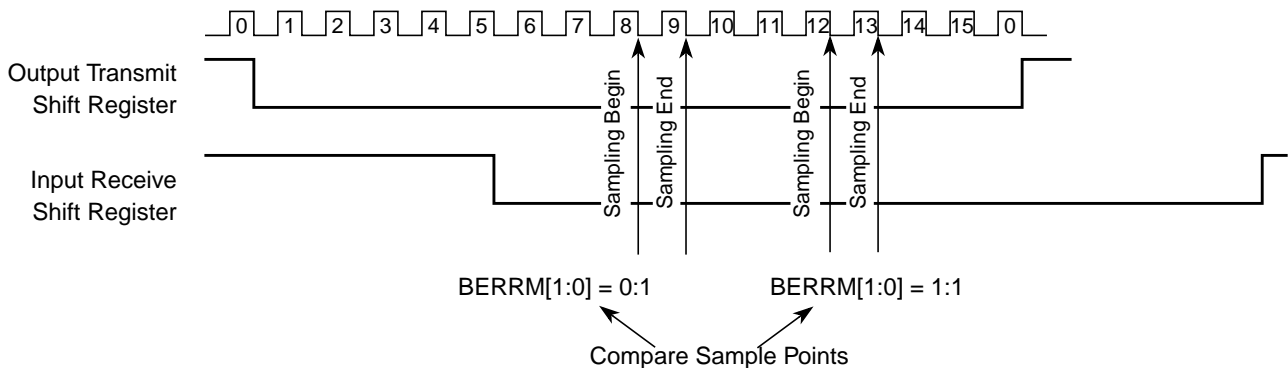 0 1 2 3 4 5 6 7 8 9 10 11 12 13 14 15 0
Output Transmit
Shift Register
Input Receive
Shift Register
Sampling Begin
Sampling End
Sampling Begin
Sampling End
BERRM[1:0] = 0:1
BERRM[1:0] = 1:1
Compare Sample Points